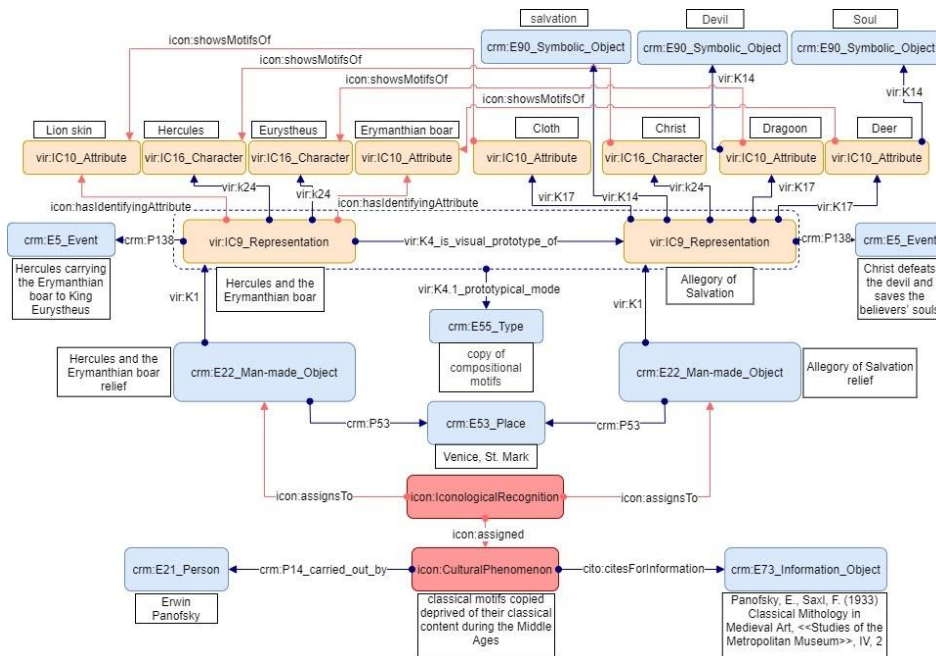 salvation
Devil
Soul
crm:E90_Symbolic_Object
crm:E90_Symbolic_Object
crm:E90_Symbolic_Object
icon:showsMotifsOf
icon:showsMotifsOf
vir:K14
vir:K14
icon:showsMotifsOf
Lion skin
Hercules
Eurystheus
Erymanthian boar
Cloth
Christ
Dragoon
Deer
vir:IC10_Attribute
vir:IC16_Character
vir:IC16_Character
vir:IC10_Attribute
vir:IC10_Attribute
vir:IC16_Character
vir:IC10_Attribute
vir:IC10_Attribute
vir:k24
vir:k24
vir:K17
vir:K14
vir:k24
vir:K17
vir:K17
icon:hasIdentifyingAttribute
icon:hasIdentifyingAttribute
crm:E5_Event
crm:P138
vir:IC9_Representation
vir:K4_is_visual_prototype_of
vir:IC9_Representation
crm:P138
crm:E5_Event
Hercules carrying
the Erymanthian
boar to King
Eurystheus
Hercules and the
Erymanthian boar
Allegory of
Salvation
Christ defeats
the devil and
saves the
believers' souls
vir:K4.1_prototypical_mode
vir:K1
vir:K1
crm:E55_Type
copy of
compositional
motifs
Hercules and the
Erymanthian boar
relief
crm:E22_Man-made_Object
crm:E22_Man-made_Object
Allegory of Salvation
relief
crm:P53
crm:E53_Place
crm:P53
Venice, St. Mark
icon:assignsTo
icon:IconologicalRecognition
icon:assignsTo
icon:assigned
crm:E21_Person
crm:P14_carried_out_by
icon:CulturalPhenomenon
cito:citesForInformation
crm:E73_Information_Object
Erwin
Panofsky
classical motifs copied
deprived of their classical
content during the Middle
Ages
Panofsky, E., Saxl, F. (1933)
Classical Mithology in
Medieval Art, <<Studies of the
Metropolitan Museum>>, IV, 2